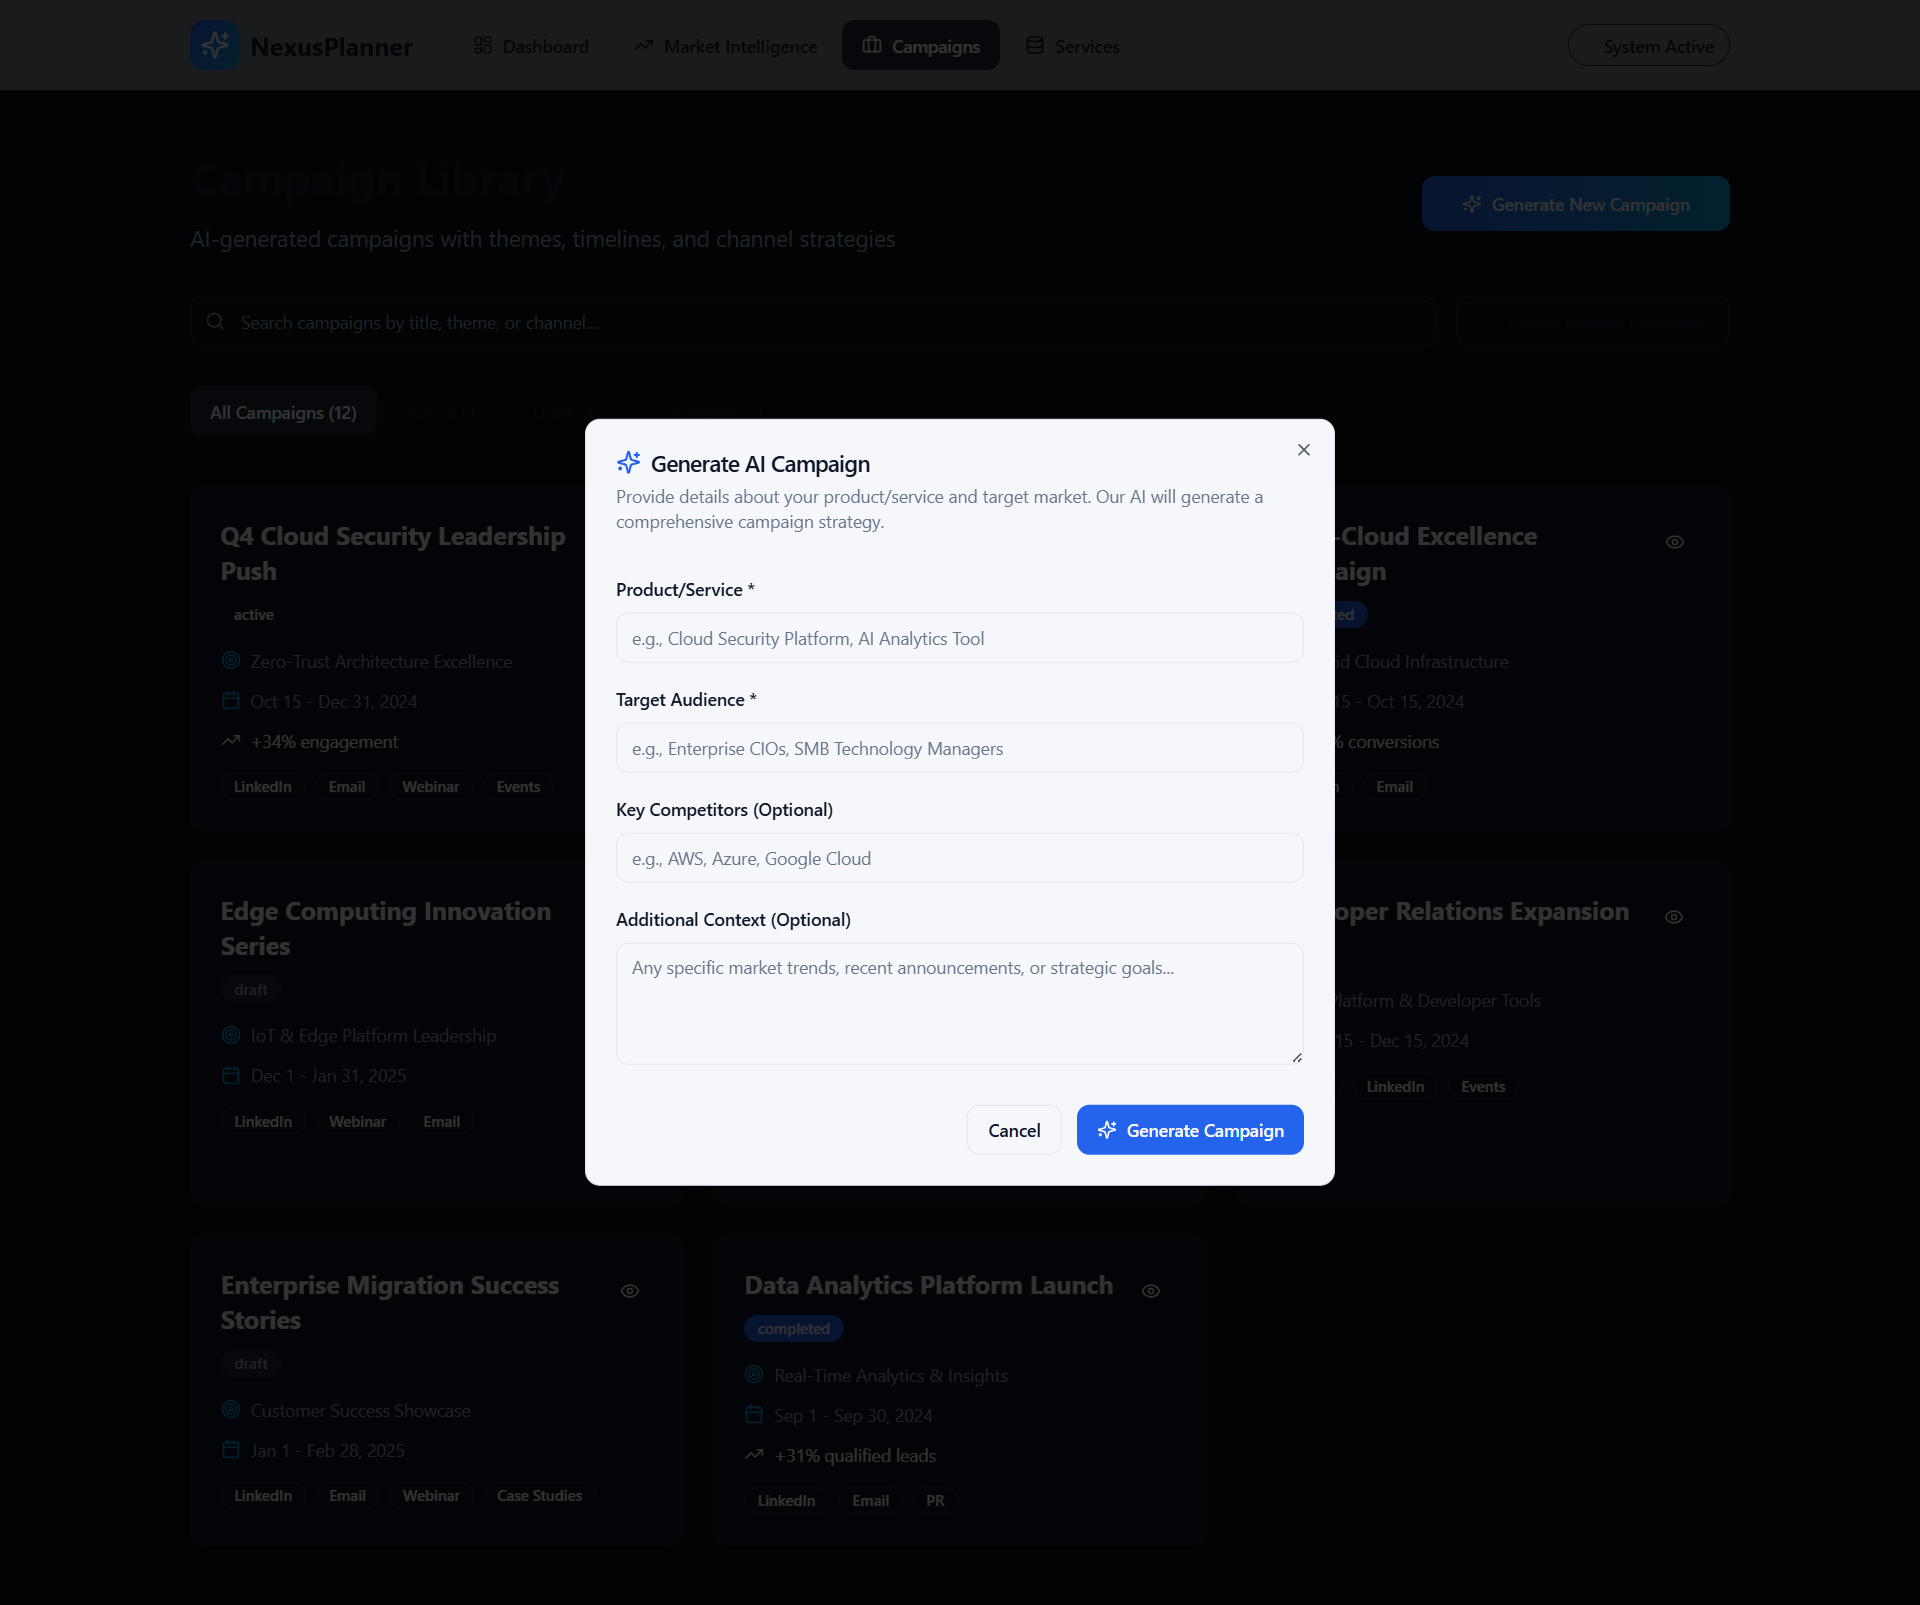 NexusPlanner
Dashboard
Market Intelligence
Campaigns
Services
System Active
Campaign Library
AI-generated campaigns with themes, timelines, and channel strategies
Generate New Campaign
Search campaigns by title, theme, or channel...
All Campaigns (12)
Generate AI Campaign
Provide details about your product/service and target market. Our AI will generate a
comprehensive campaign strategy.
Product/Service *
e.g., Cloud Security Platform, AI Analytics Tool
Target Audience *
e.g., Enterprise CIOs, SMB Technology Managers
Key Competitors (Optional)
e.g., AWS, Azure, Google Cloud
Additional Context (Optional)
Any specific market trends, recent announcements, or strategic goals...
Cancel
Generate Campaign
Q4 Cloud Security Leadership
Push
active
Zero-Trust Architecture Excellence
Oct 15 - Dec 31, 2024
+34% engagement
LinkedIn Email Webinar Events
-Cloud Excellence
aign
ed
id Cloud Infrastructure
15 - Oct 15, 2024
% conversions
n Email
Edge Computing Innovation
Series
draft
IoT & Edge Platform Leadership
Dec 1 - Jan 31, 2025
LinkedIn Webinar Email
oper Relations Expansion
Platform & Developer Tools
15 - Dec 15, 2024
LinkedIn Events
Enterprise Migration Success
Stories
draft
Customer Success Showcase
Jan 1 - Feb 28, 2025
LinkedIn Email Webinar Case Studies
Data Analytics Platform Launch
completed
Real-Time Analytics & Insights
Sep 1 - Sep 30, 2024
+31% qualified leads
LinkedIn Email PR